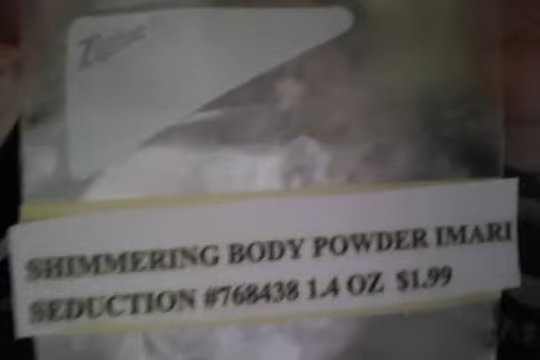 SHIMMERING BODY POWDER IMARI
SEDUCTION #768438 1.4 OZ $1.99